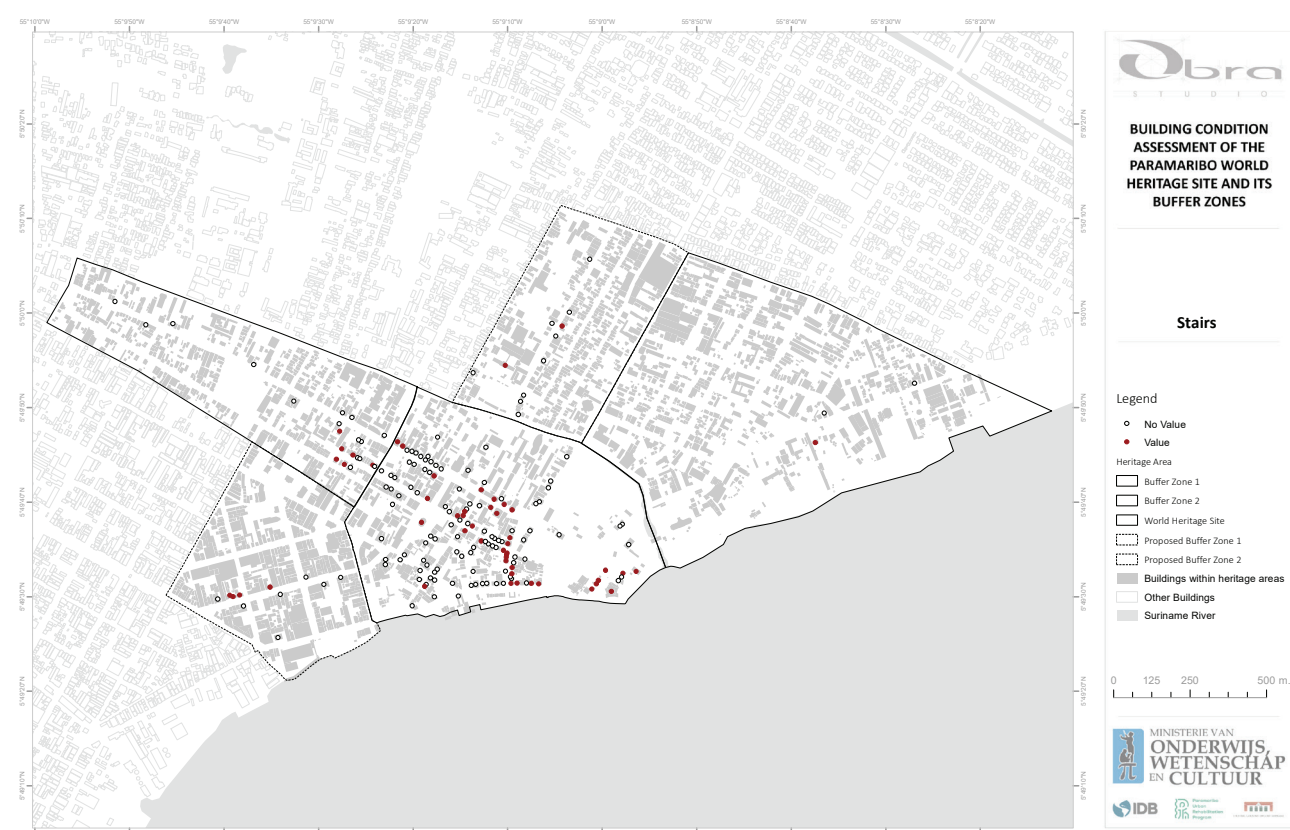 55°10'0"W
55°9'50"W
55°9'40"W
55°9'30"W
55°9'20"W
55°9'10"W
55°9'0"W
55°8'50"W
55°8'40"W
55°8'30"W
55°8'20"W
Obra
STUDIO
BUILDING CONDITION
ASSESSMENT OF THE
PARAMARIBO WORLD
HERITAGE SITE AND ITS
BUFFER ZONES
Stairs
Legend
No Value
Value
Heritage Area
Buffer Zone 1
Buffer Zone 2
World Heritage Site
Proposed Buffer Zone 1
Proposed Buffer Zone 2
Buildings within heritage areas
Other Buildings
Suriname River
0 125 250 500 m.
MINISTERIE VAN
ONDERWIJS,
WETENSCHAP
EN CULTUUR
IDB
Paramaribo
Urban
Rehabilitation
Program